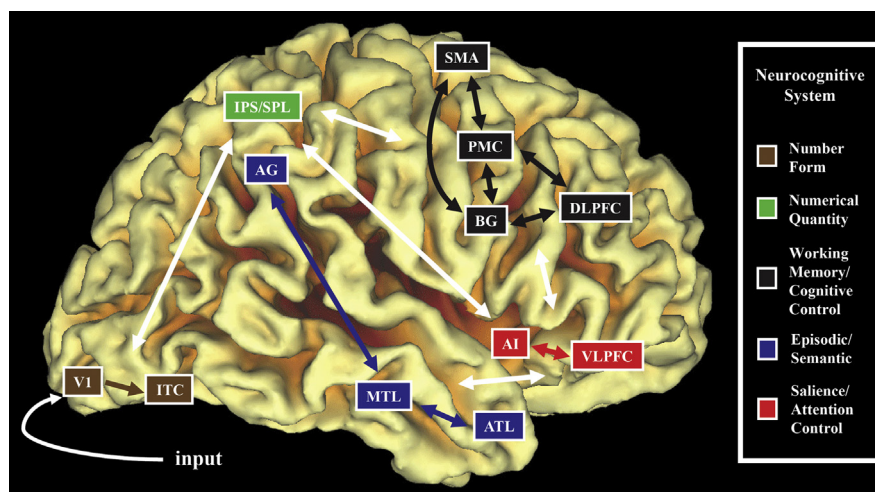 SMA
IPS/SPL
PMC
AG
DLPFC
BG
AI
VLPFC
V1
ITC
MTL
ATL
input
Neurocognitive
System
Number
Form
Numerical
Quantity
Working
Memory/
Cognitive
Control
Episodic/
Semantic
Salience/
Attention
Control